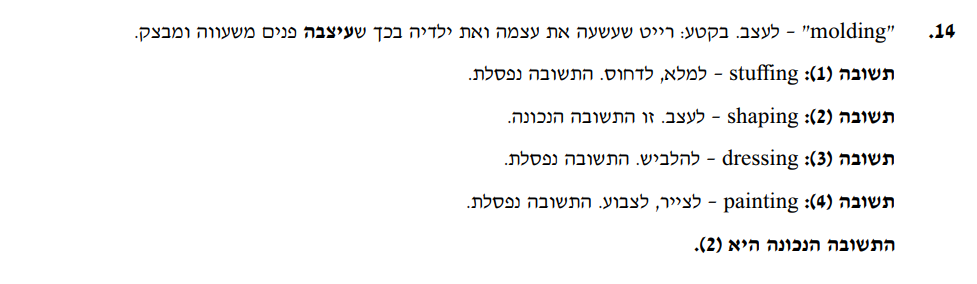 14. "molding" – לעצב. בקטע: רייט שעשעה את עצמה ואת ילדיה בכך שעיצבה פנים משעווה ומבצק.
תשובה (1): stuffing – למלא, לדחוס. התשובה נפסלת.
תשובה (2): shaping – לעצב. זו התשובה הנכונה.
תשובה (3): dressing – להלביש. התשובה נפסלת.
תשובה (4): painting – לצייר, לצבוע. התשובה נפסלת.
התשובה הנכונה היא (2).